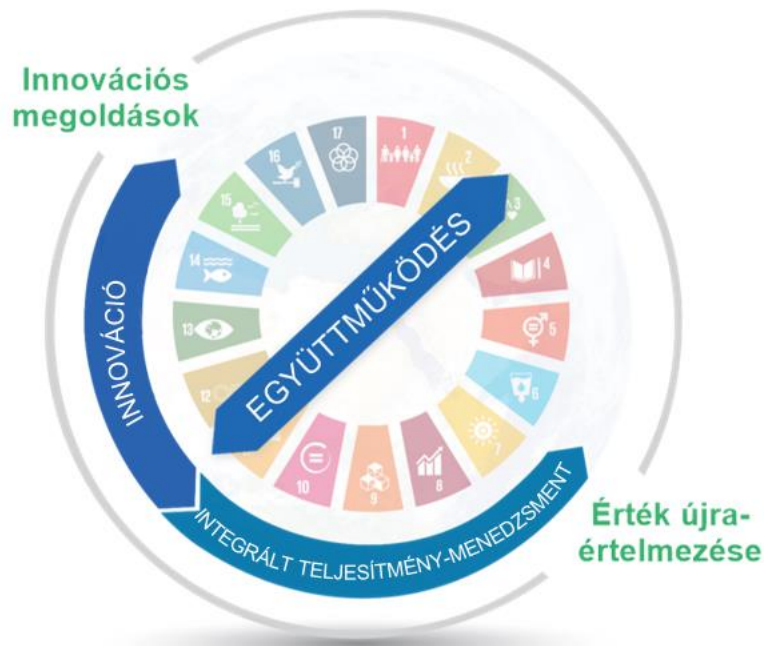 Innovációs
megoldások
INNOVÁCIÓ
EGYÜTTMŰKÖDÉS
INTEGRÁLT TELJESÍTMÉNY-MENEDZSMENT
Érték újra-
értelmezése
1
2
3
4
5
6
7
8
9
10
12
13
14
15
16
17